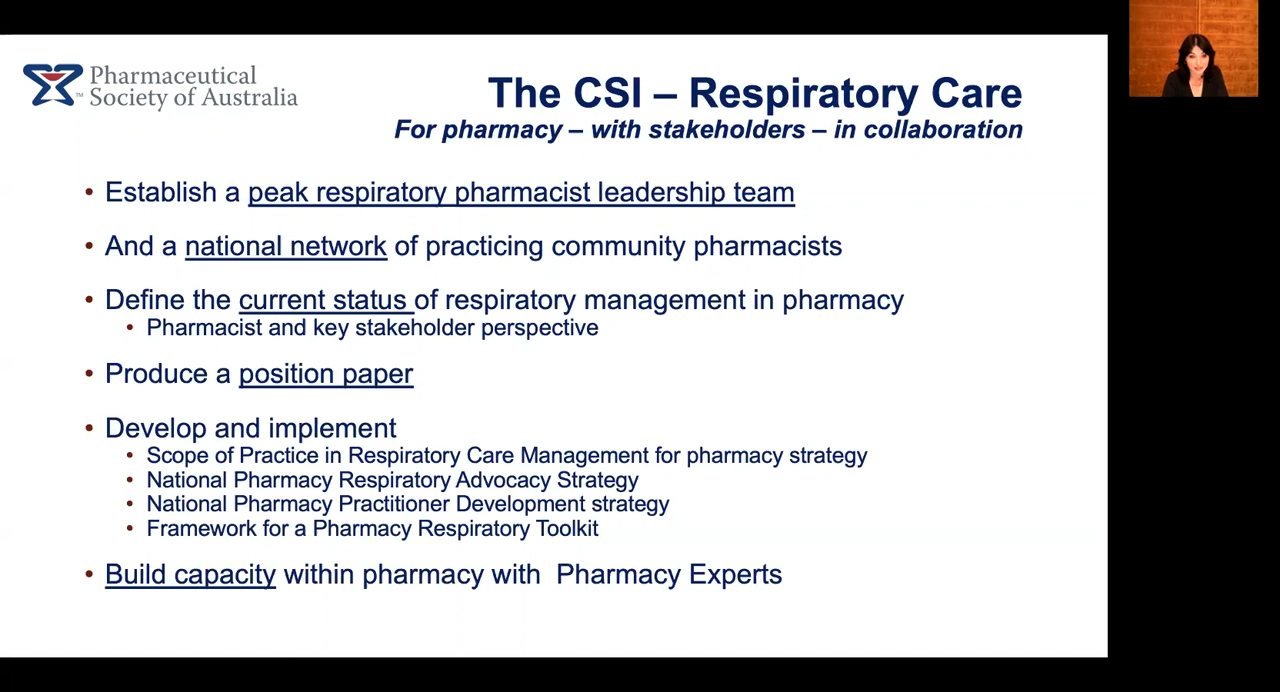 Pharmaceutical
Society of Australia
TM
The CSI – Respiratory Care
For pharmacy – with stakeholders – in collaboration
• Establish a peak respiratory pharmacist leadership team
• And a national network of practicing community pharmacists
• Define the current status of respiratory management in pharmacy
• Pharmacist and key stakeholder perspective
• Produce a position paper
• Develop and implement
• Scope of Practice in Respiratory Care Management for pharmacy strategy
• National Pharmacy Respiratory Advocacy Strategy
• National Pharmacy Practitioner Development strategy
• Framework for a Pharmacy Respiratory Toolkit
• Build capacity within pharmacy with  Pharmacy Experts